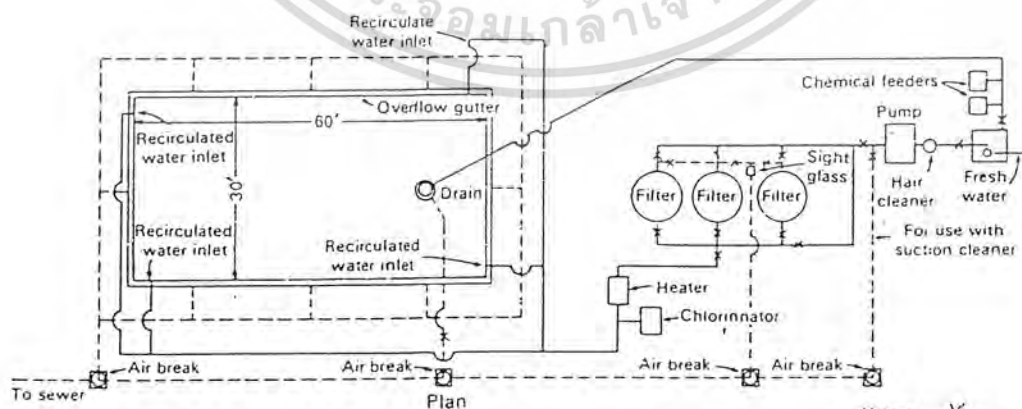 Recirculate
water inlet
Chemical feeders
Overflow gutter
Pump
60'
Recirculated
water inlet
Sight
glass
30'
Filter
Filter
Filter
Hair
cleaner
Fresh
water
Drain
Recirculated
water inlet
Recirculated
water inlet
For use with
suction cleaner
Heater
Chlorinnator
Air break
Air break
Air break
Air break
To sewer
Plan